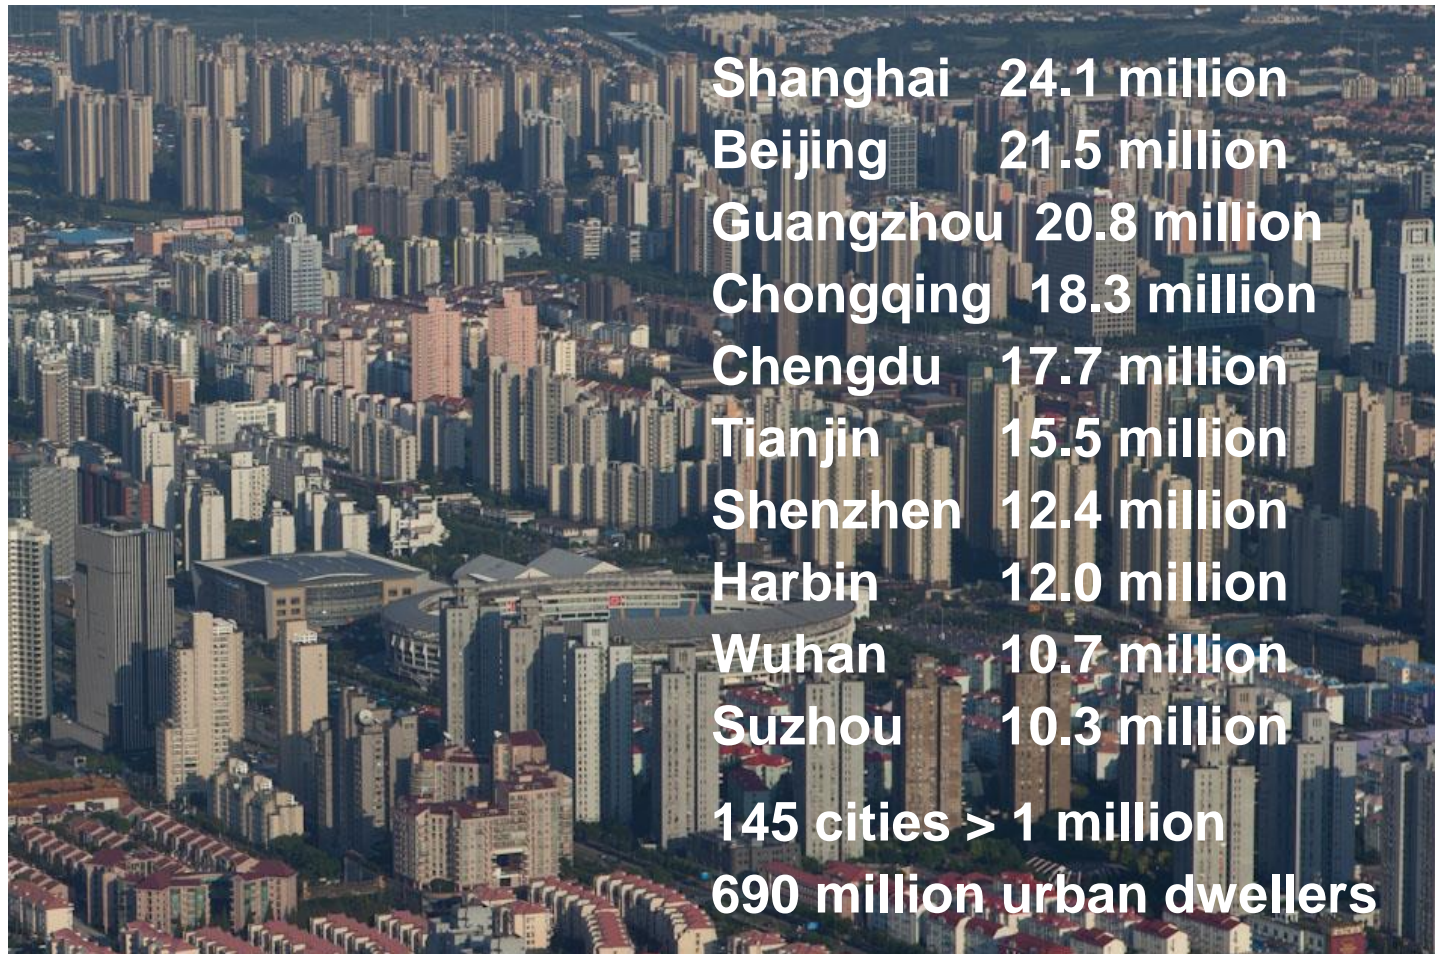 Shanghai 24.1 million
Beijing 21.5 million
Guangzhou 20.8 million
Chongqing 18.3 million
Chengdu 17.7 million
Tianjin 15.5 million
Shenzhen 12.4 million
Harbin 12.0 million
Wuhan 10.7 million
Suzhou 10.3 million
145 cities > 1 million
690 million urban dwellers